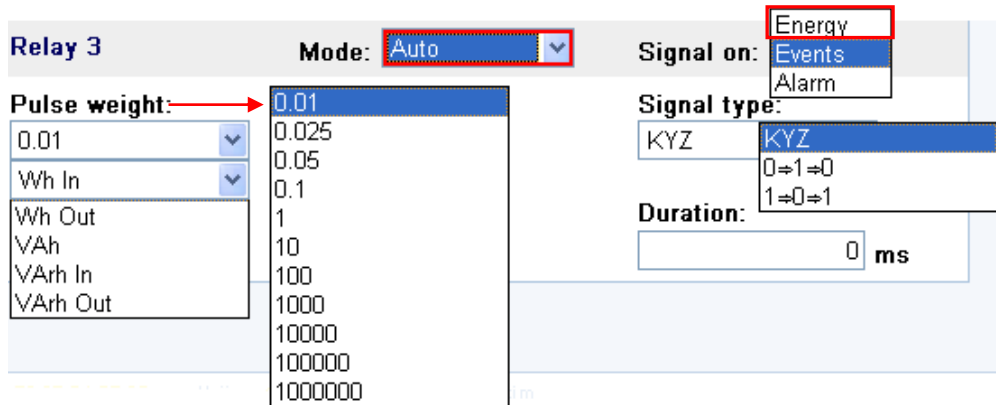 Relay 3
Mode: Auto
Signal on:
Energy
Events
Alarm
Pulse weight:
0.01
Wh In
Wh Out
VAh
VArh In
VArh Out
0.01
0.025
0.05
0.1
1
10
100
1000
10000
100000
1000000
Signal type:
KYZ
KYZ
0⇒1⇒0
1⇒0⇒1
Duration:
0 ms